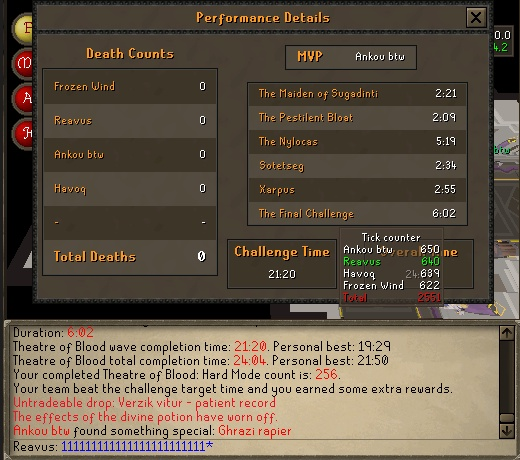 Performance Details
Death Counts
Frozen Wind 0
Reavus 0
Ankou btw 0
Havoq 0
- -
Total Deaths 0
MVP Ankou btw
The Maiden of Sugadinti 2:21
The Pestilent Bloat 2:09
The Nylocas 5:19
Sotetseg 2:34
Xarpus 2:55
The Final Challenge 6:02
Challenge Time
21:20
Tick counter
Ankou btw 650
Reavus 640
Havoq 639
Frozen Wind 622
Total 2551
Duration: 6:02
Theatre of Blood wave completion time: 21:20. Personal best: 19:29
Theatre of Blood total completion time: 24:04. Personal best: 21:50
Your completed Theatre of Blood: Hard Mode count is: 256.
Your team beat the challenge target time and you earned some extra rewards.
Untradeable drop: Verzik vitur - patient record
The effects of the divine potion have worn off.
Ankou btw found something special: Ghrazi rapier
Reavus: